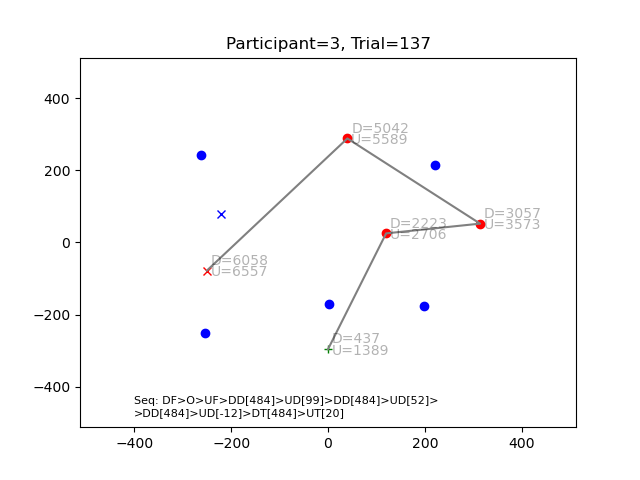 Participant=3, Trial=137
400
200
0
−200
−400
−400
−200
0
200
400
D=5042
U=5589
D=3057
U=3573
D=2223
U=2706
D=6058
U=6557
D=437
U=1389
Seq: DF>O>UF>DD[484]>UD[99]>DD[484]>UD[52]>
>DD[484]>UD[-12]>DT[484]>UT[20]